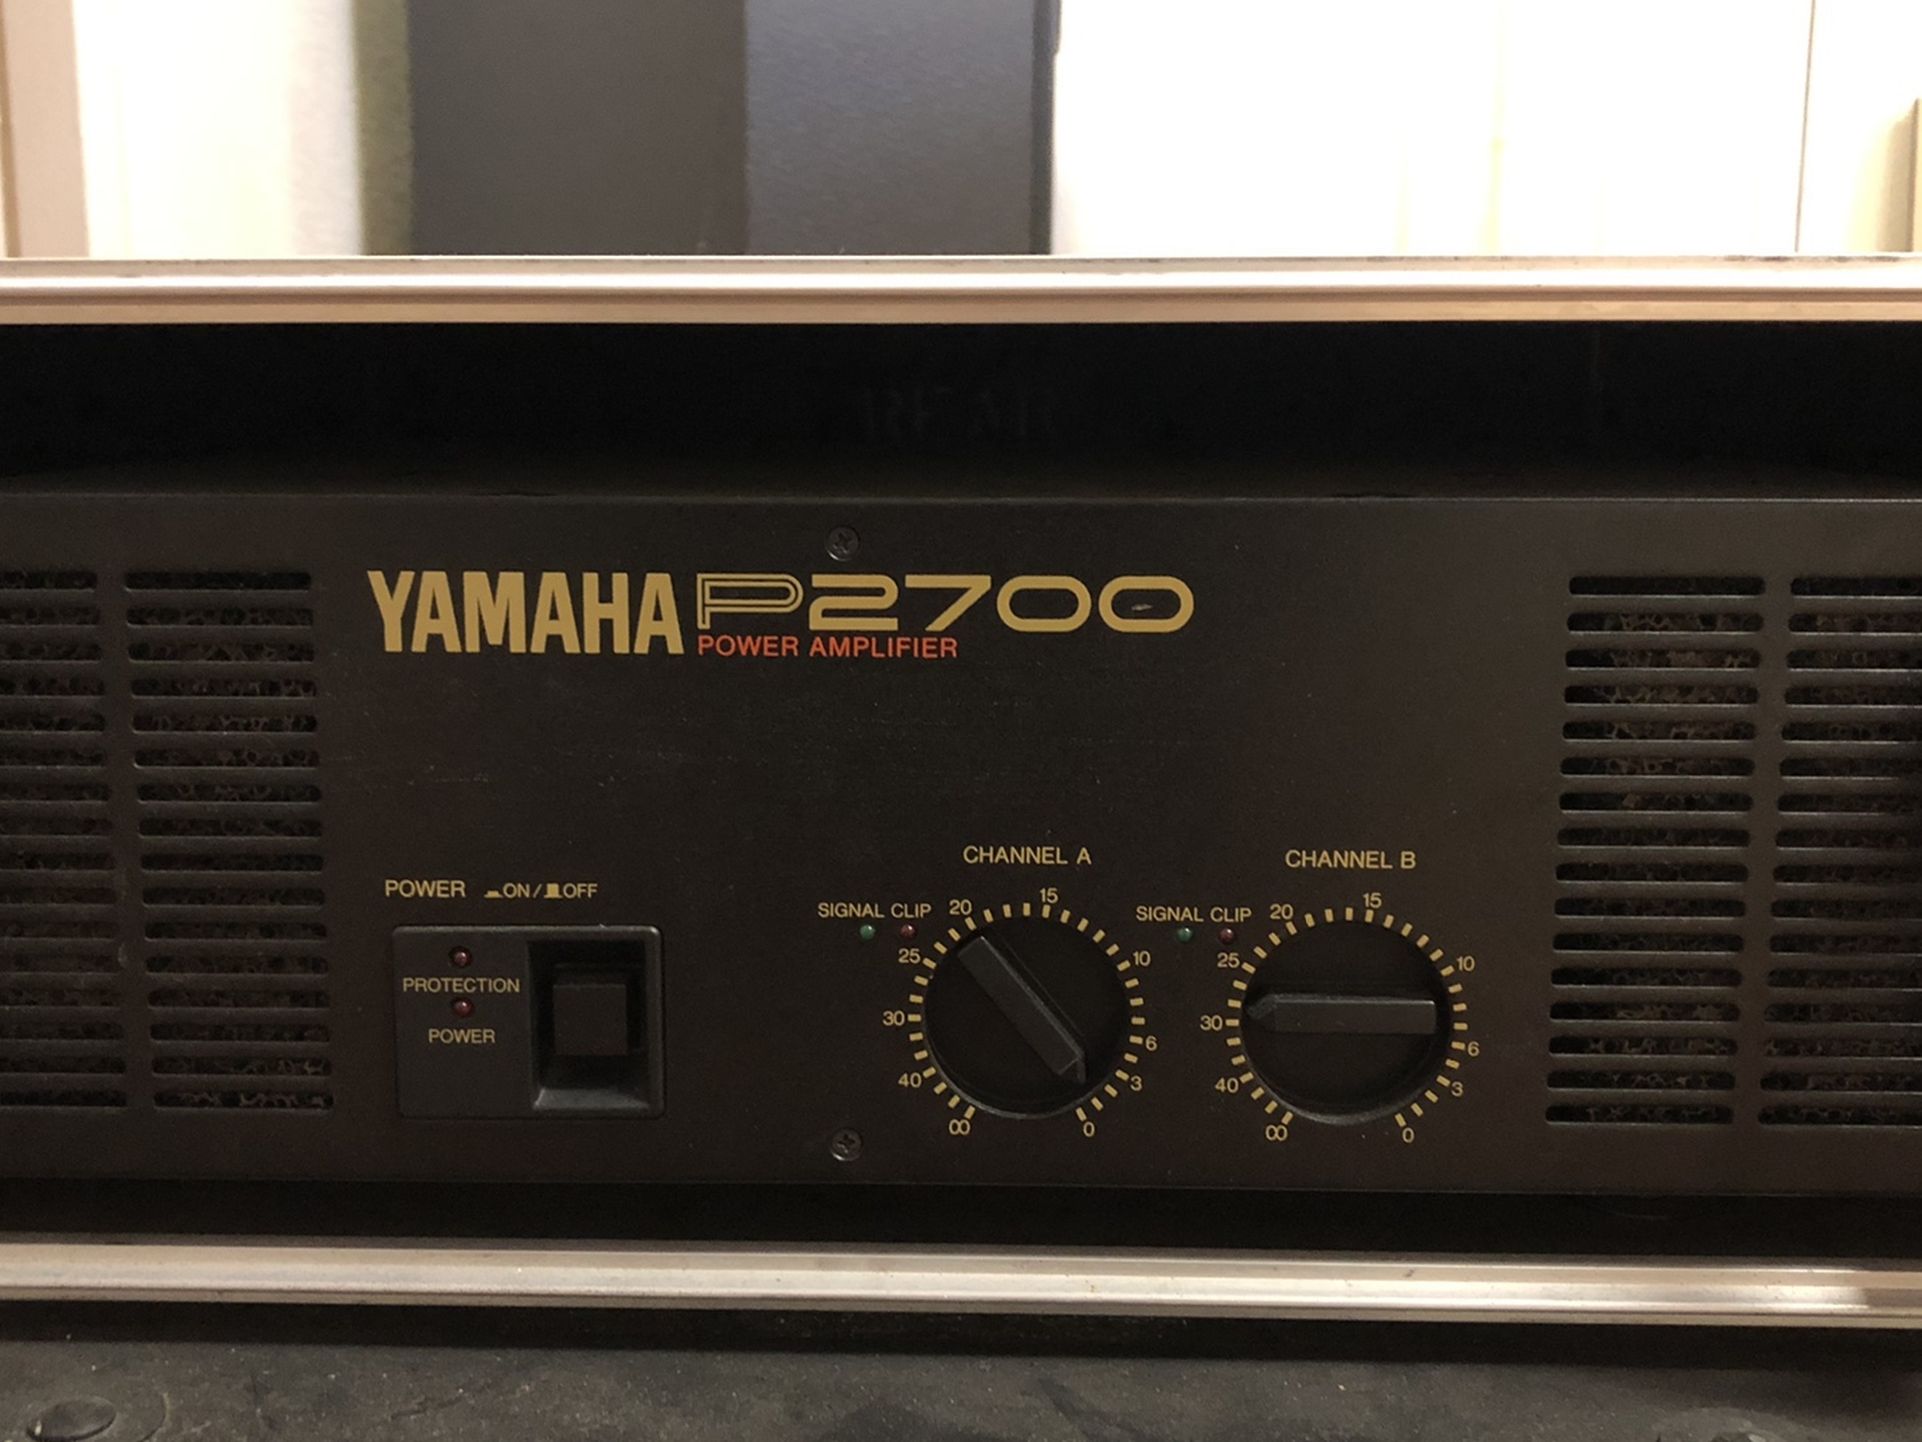 YAMAHA P2700
POWER AMPLIFIER
CHANNEL A
CHANNEL B
POWER ON / OFF
SIGNAL CLIP
20
15
25
10
30
6
40
3
∞
0
SIGNAL CLIP
20
15
25
10
30
6
40
3
∞
0
PROTECTION
POWER